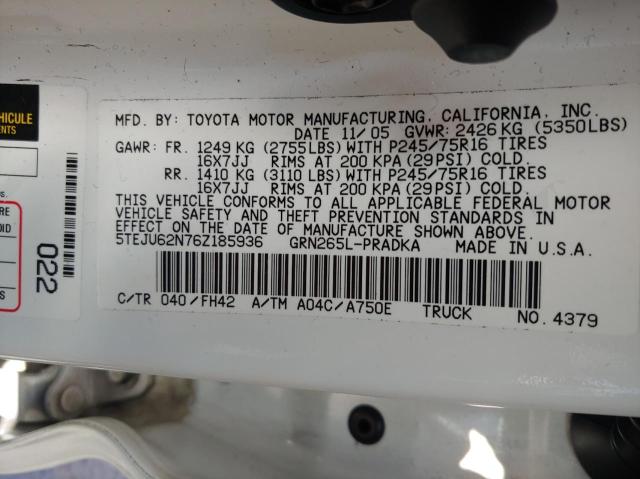 MFD. BY: TOYOTA MOTOR MANUFACTURING, CALIFORNIA, INC.
DATE 11/05 GVWR: 2426 KG (5350LBS)
GAWR: FR. 1249 KG (2755LBS) WITH P245/75R16 TIRES
16X7JJ RIMS AT 200 KPA (29PSI) COLD.
RR. 1410 KG (3110 LBS) WITH P245/75R16 TIRES
16X7JJ RIMS AT 200 KPA (29PSI) COLD.
THIS VEHICLE CONFORMS TO ALL APPLICABLE FEDERAL MOTOR
VEHICLE SAFETY AND THEFT PREVENTION STANDARDS IN
EFFECT ON THE DATE OF MANUFACTURE SHOWN ABOVE.
5TEJU62N76Z185936 GRN265L-PRADKA MADE IN U.S.A.
C/TR 040/FH42 A/TM A04C/A750E TRUCK NO. 4379
022